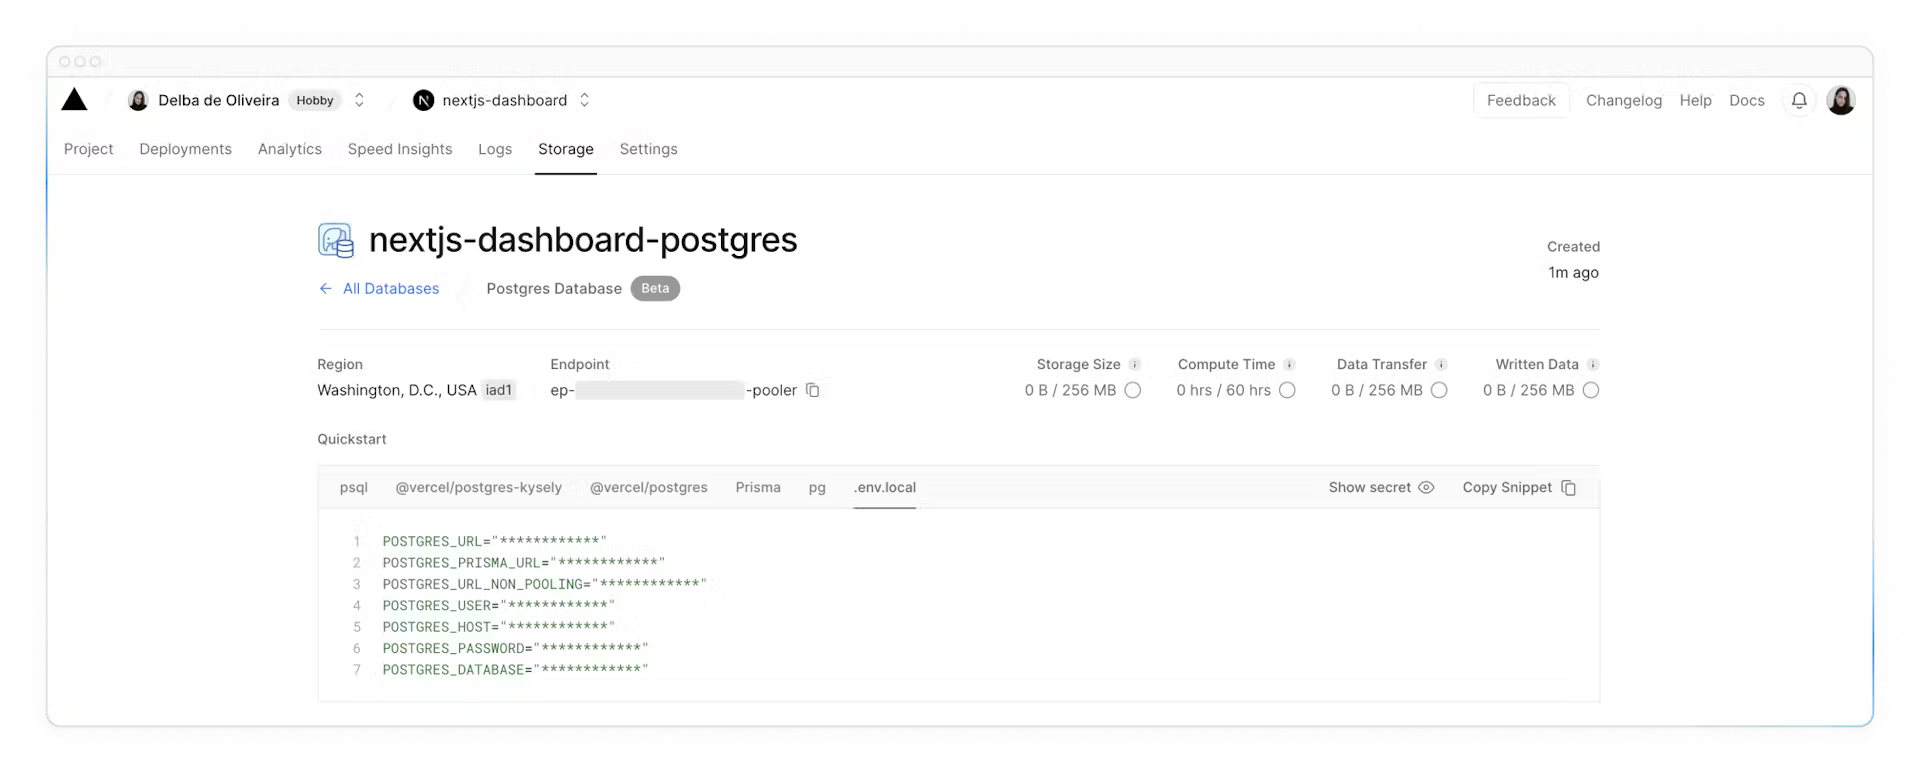 Delba de Oliveira Hobby nextjs-dashboard Feedback Changelog Help Docs
Project Deployments Analytics Speed Insights Logs Storage Settings
nextjs-dashboard-postgres
Created
1m ago
← All Databases Postgres Database Beta
Region Endpoint Storage Size Compute Time Data Transfer Written Data
Washington, D.C., USA iad1 ep- -pooler 0 B / 256 MB 0 hrs / 60 hrs 0 B / 256 MB 0 B / 256 MB
Quickstart
psql @vercel/postgres-kysely @vercel/postgres Prisma pg .env.local Show secret Copy Snippet
1 POSTGRES_URL="************"
2 POSTGRES_PRISMA_URL="************"
3 POSTGRES_URL_NON_POOLING="************"
4 POSTGRES_USER="************"
5 POSTGRES_HOST="************"
6 POSTGRES_PASSWORD="************"
7 POSTGRES_DATABASE="************"